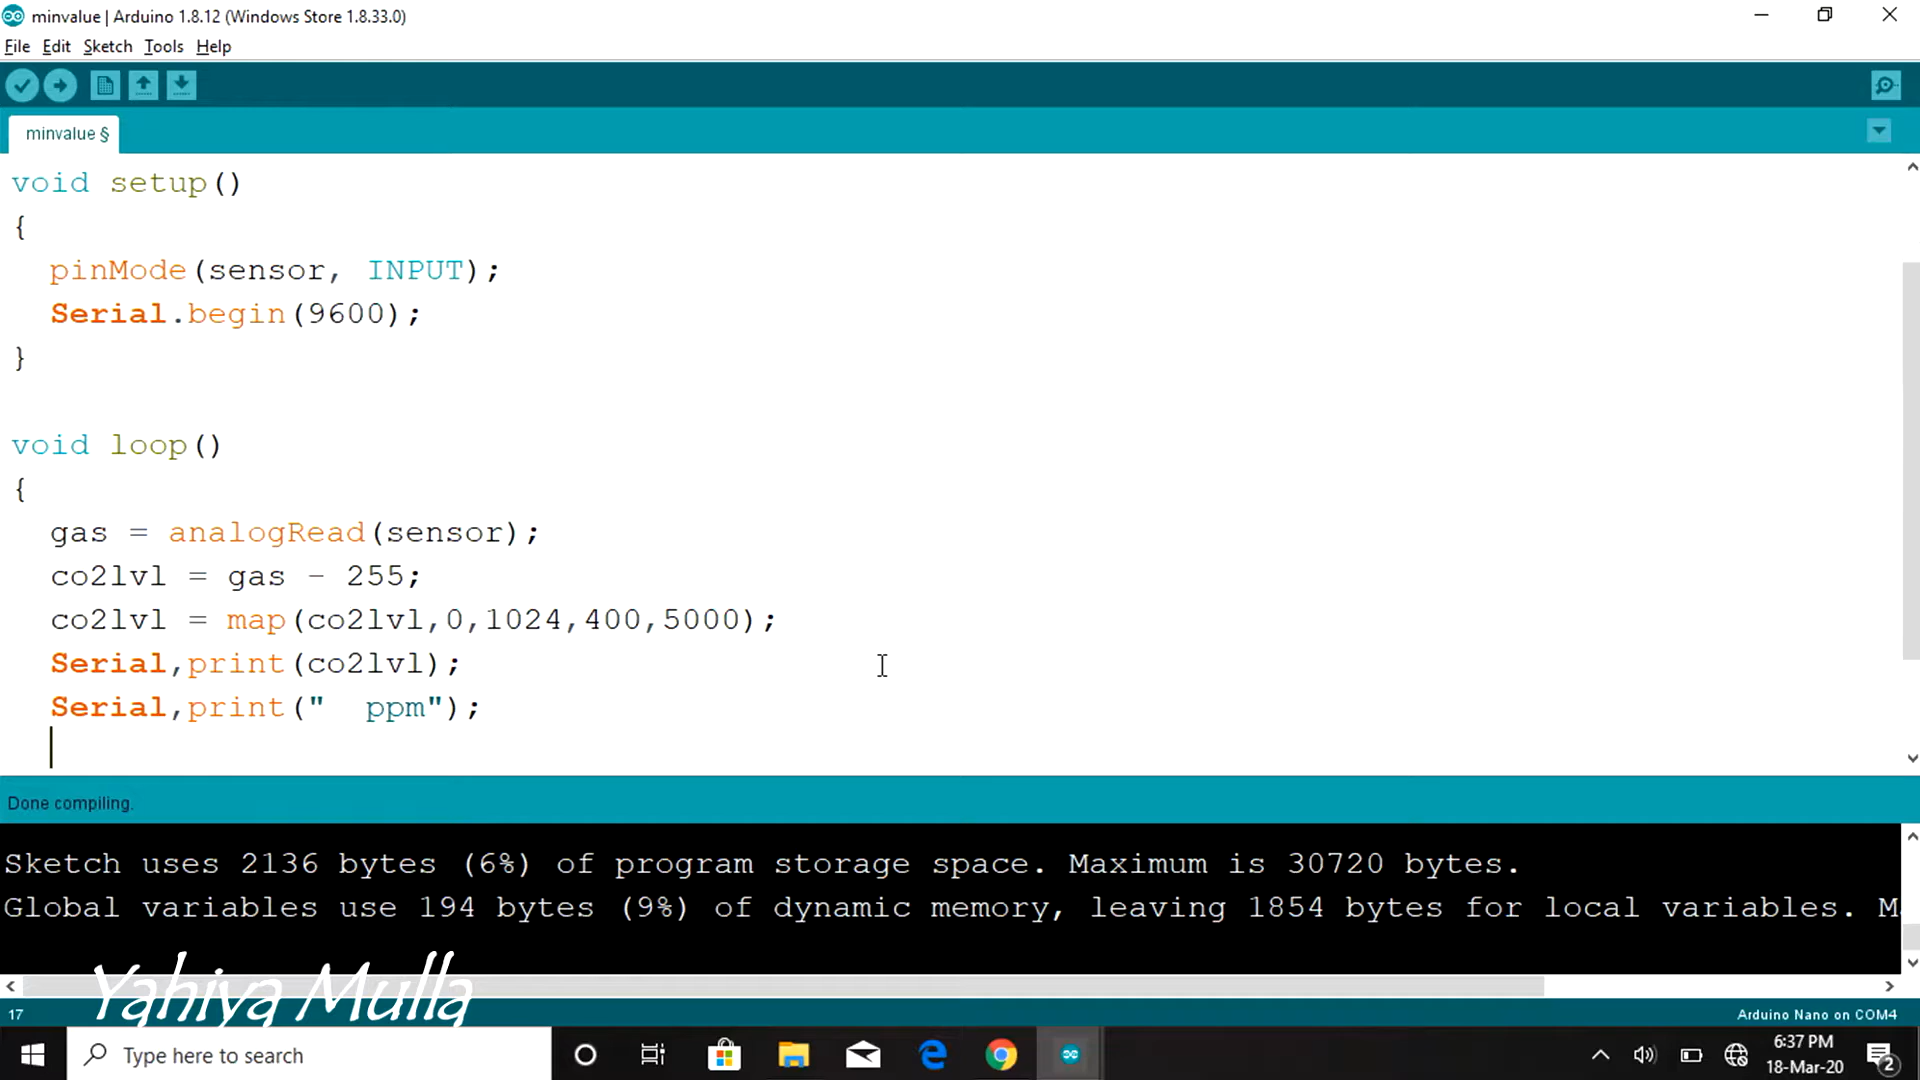 minvalue | Arduino 1.8.12 (Windows Store 1.8.33.0)
File Edit Sketch Tools Help
minvalue §
void setup()
{
  pinMode(sensor, INPUT);
  Serial.begin(9600);
}
void loop()
{
  gas = analogRead(sensor);
  co2lvl = gas - 255;
  co2lvl = map(co2lvl,0,1024,400,5000);
  Serial,print(co2lvl);
  Serial,print("  ppm");
Done compiling.
Sketch uses 2136 bytes (6%) of program storage space. Maximum is 30720 bytes.
Global variables use 194 bytes (9%) of dynamic memory, leaving 1854 bytes for local variables.
Yahiya Mulla
17 Arduino Nano on COM4
Type here to search
6:37 PM
18-Mar-20
2